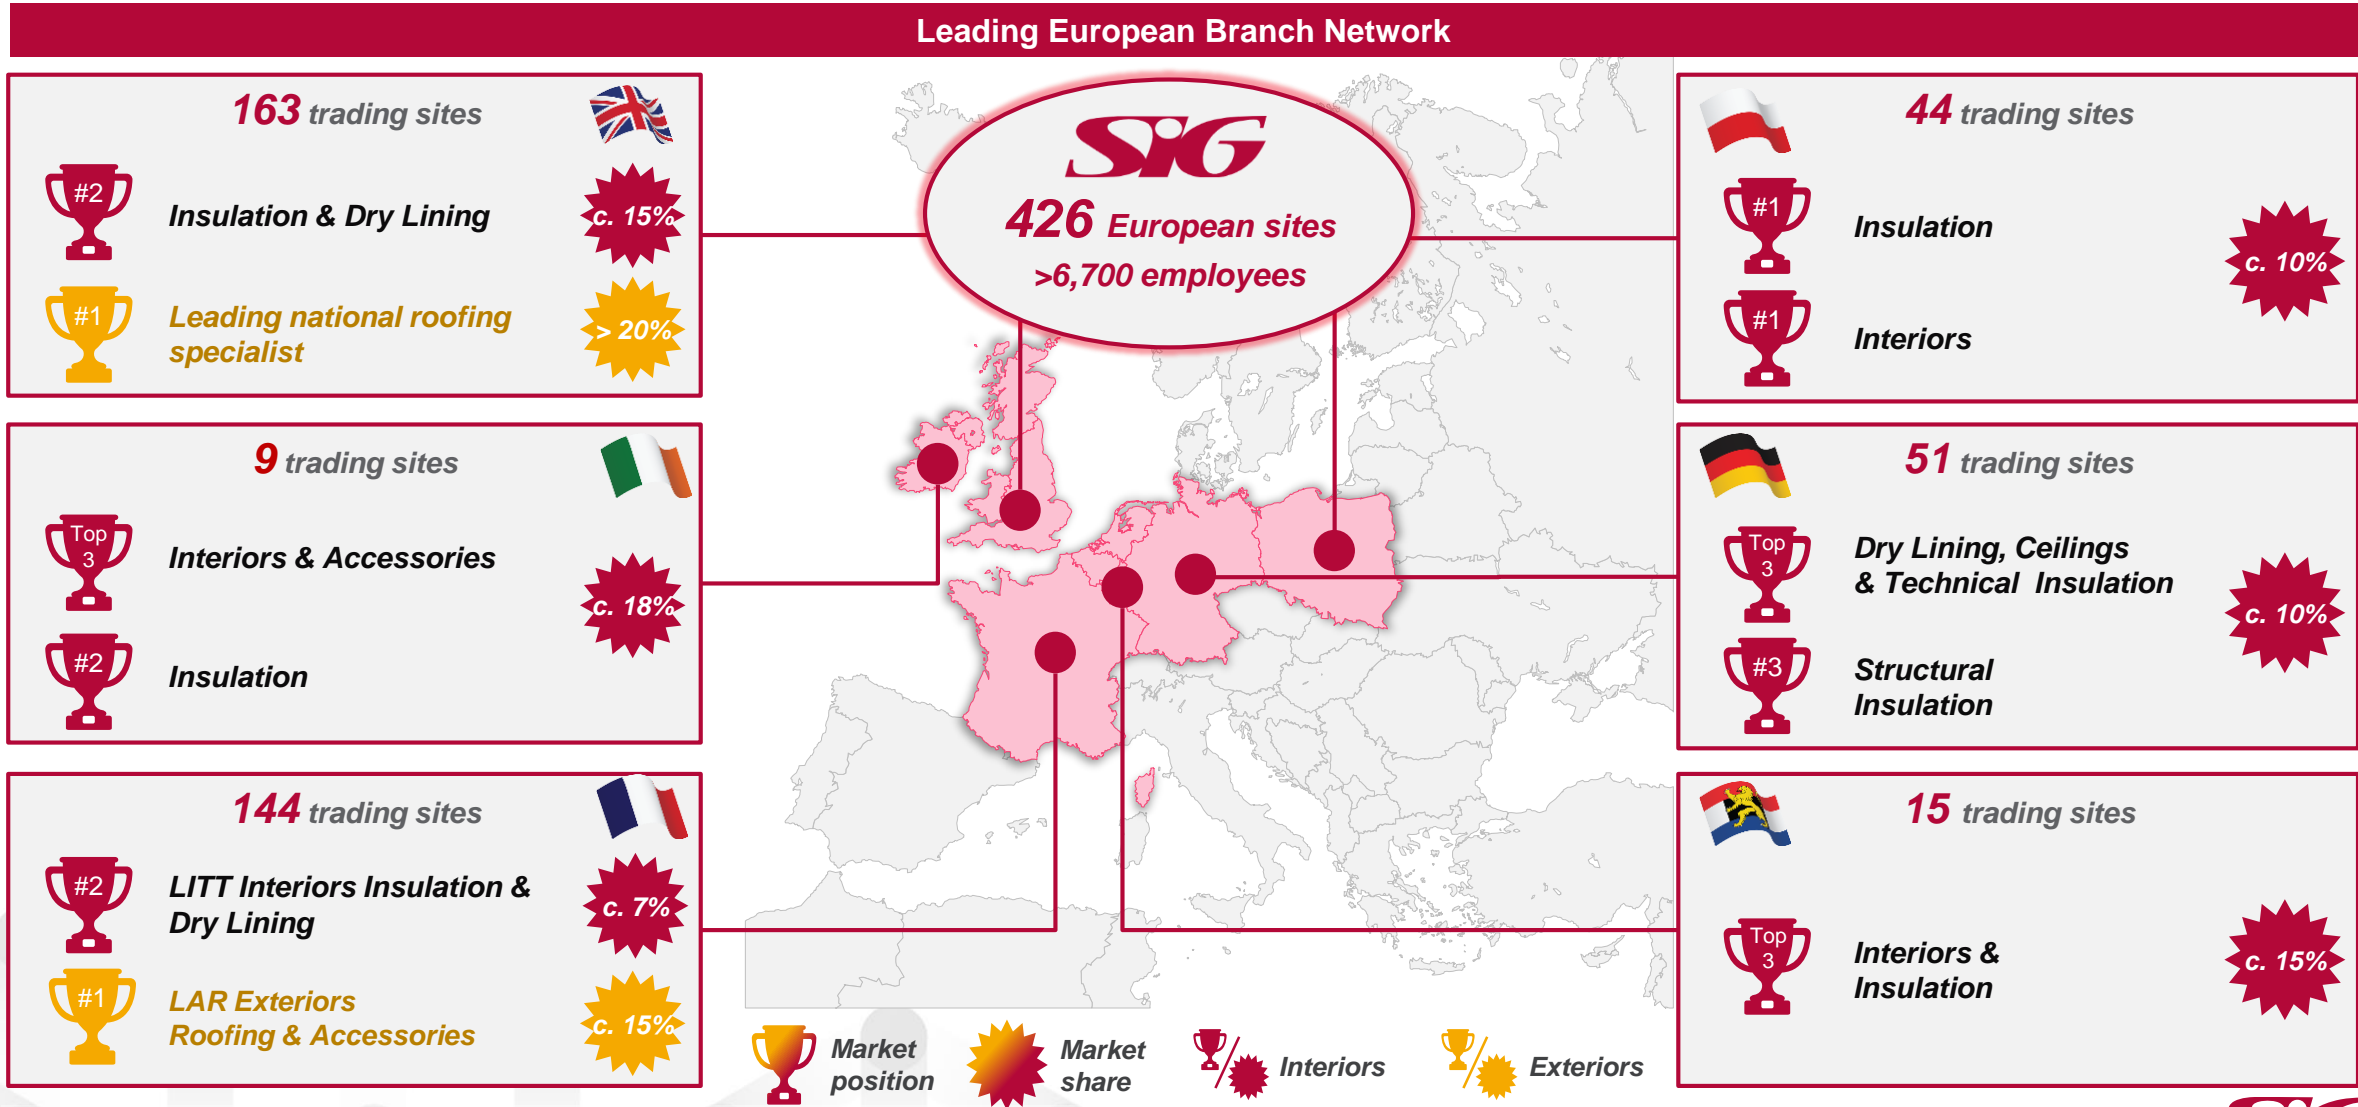 Leading European Branch Network
163 trading sites
#2
Insulation & Dry Lining
c. 15%
#1
Leading national roofing
specialist
> 20%
9 trading sites
Top
3
Interiors & Accessories
c. 18%
#2
Insulation
144 trading sites
#2
LITT Interiors Insulation &
Dry Lining
c. 7%
#1
LAR Exteriors
Roofing & Accessories
c. 15%
SIG
426 European sites
>6,700 employees
44 trading sites
#1
Insulation
c. 10%
#1
Interiors
51 trading sites
Top
3
Dry Lining, Ceilings
& Technical Insulation
c. 10%
#3
Structural
Insulation
15 trading sites
Top
3
Interiors &
Insulation
c. 15%
Market
position
Market
share
Interiors
Exteriors